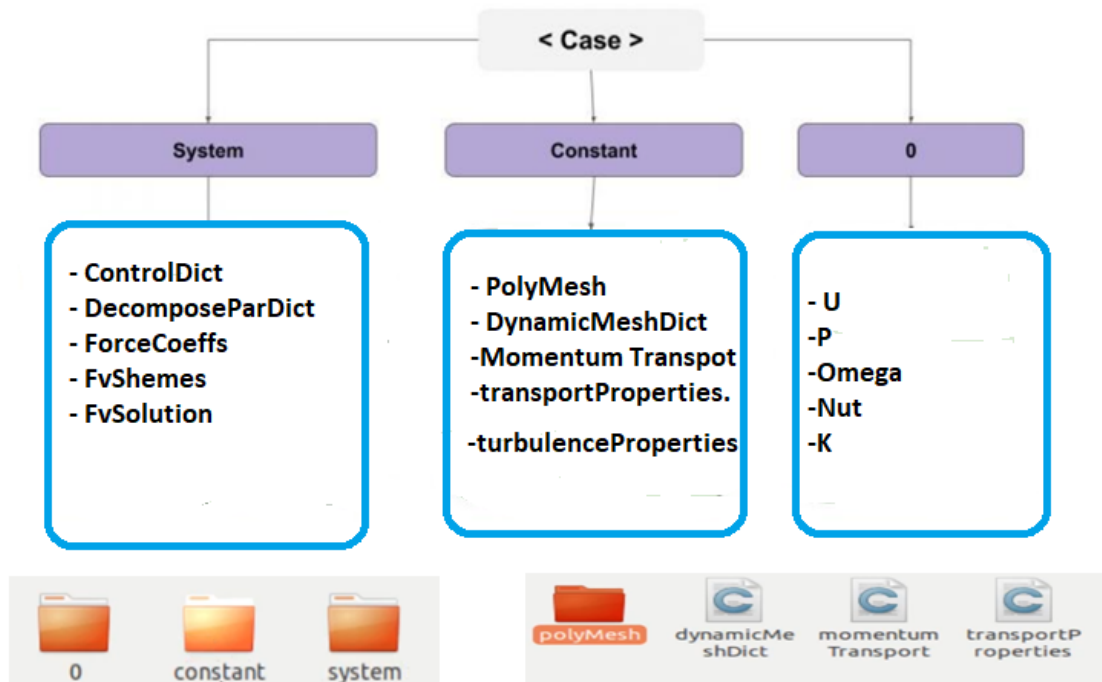 < Case >
System
Constant
0
- ControlDict
- DecomposeParDict
- ForceCoeffs
- FvShemes
- FvSolution
- PolyMesh
- DynamicMeshDict
-Momentum Transpot
-transportProperties.
-turbulenceProperties
- U
-P
-Omega
-Nut
-K
0
constant
system
polyMesh
dynamicMe
shDict
momentum
Transport
transportP
roperties